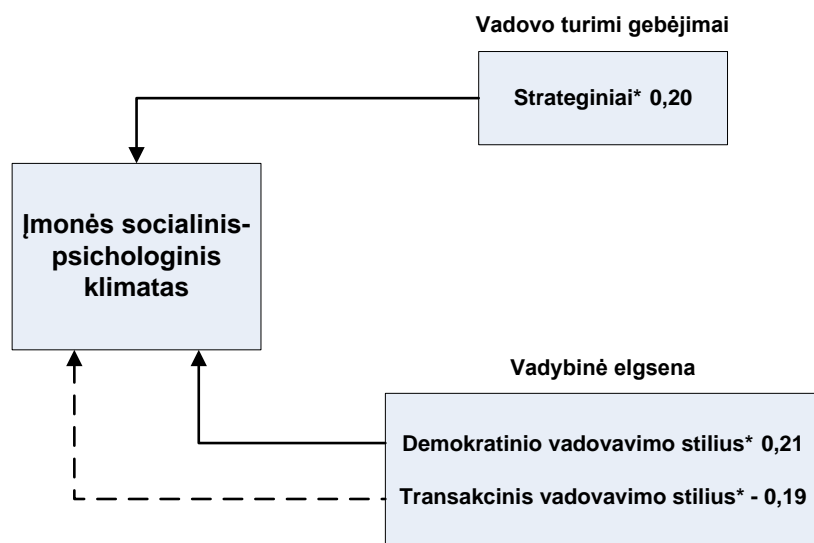 Vadovo turimi gebėjimai
Strateginiai* 0,20
Įmonės socialinis-
psichologinis
klimatas
Vadybinė elgsena
Demokratinio vadovavimo stilius* 0,21
Transakcinis vadovavimo stilius* - 0,19